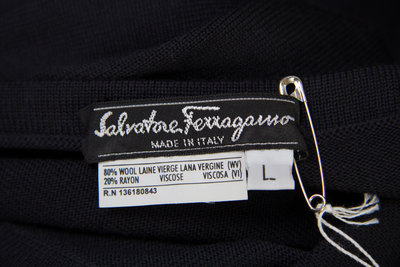 Salvatore Ferragamo
MADE IN ITALY
80% WOOL LAINE VIERGE LANA VERGINE (WV)
20% RAYON VISCOSE VISCOSA (VI)
R.N 136180843
L